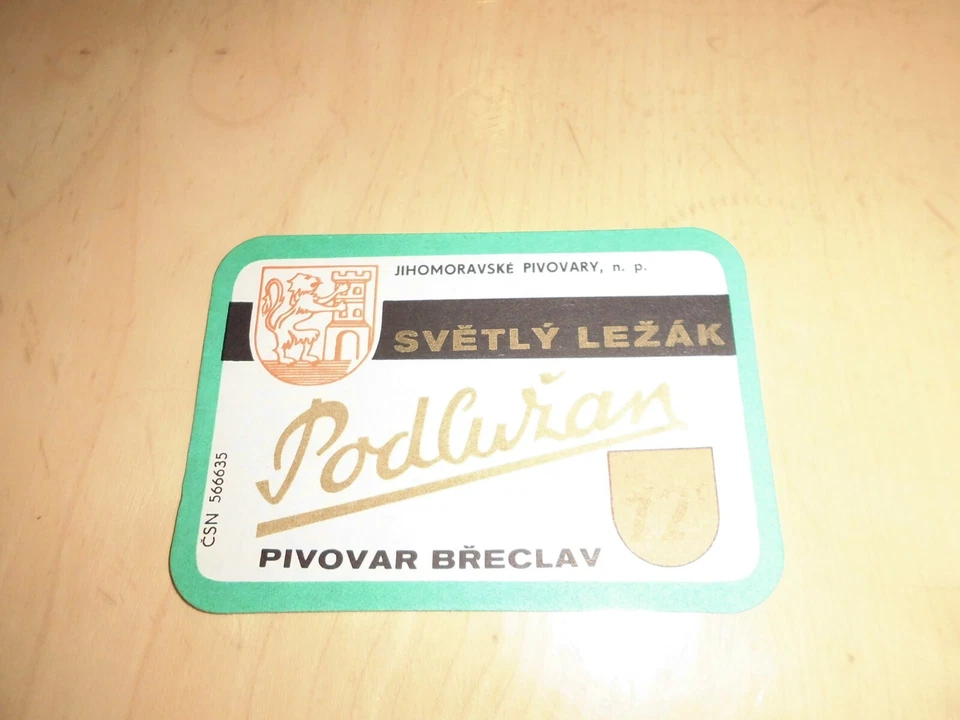 JIHOMORAVSKÉ PIVOVARY, n. p.
SVĚTLÝ LEŽÁK
Podlužan
12
PIVOVAR BŘECLAV
ČSN 566635